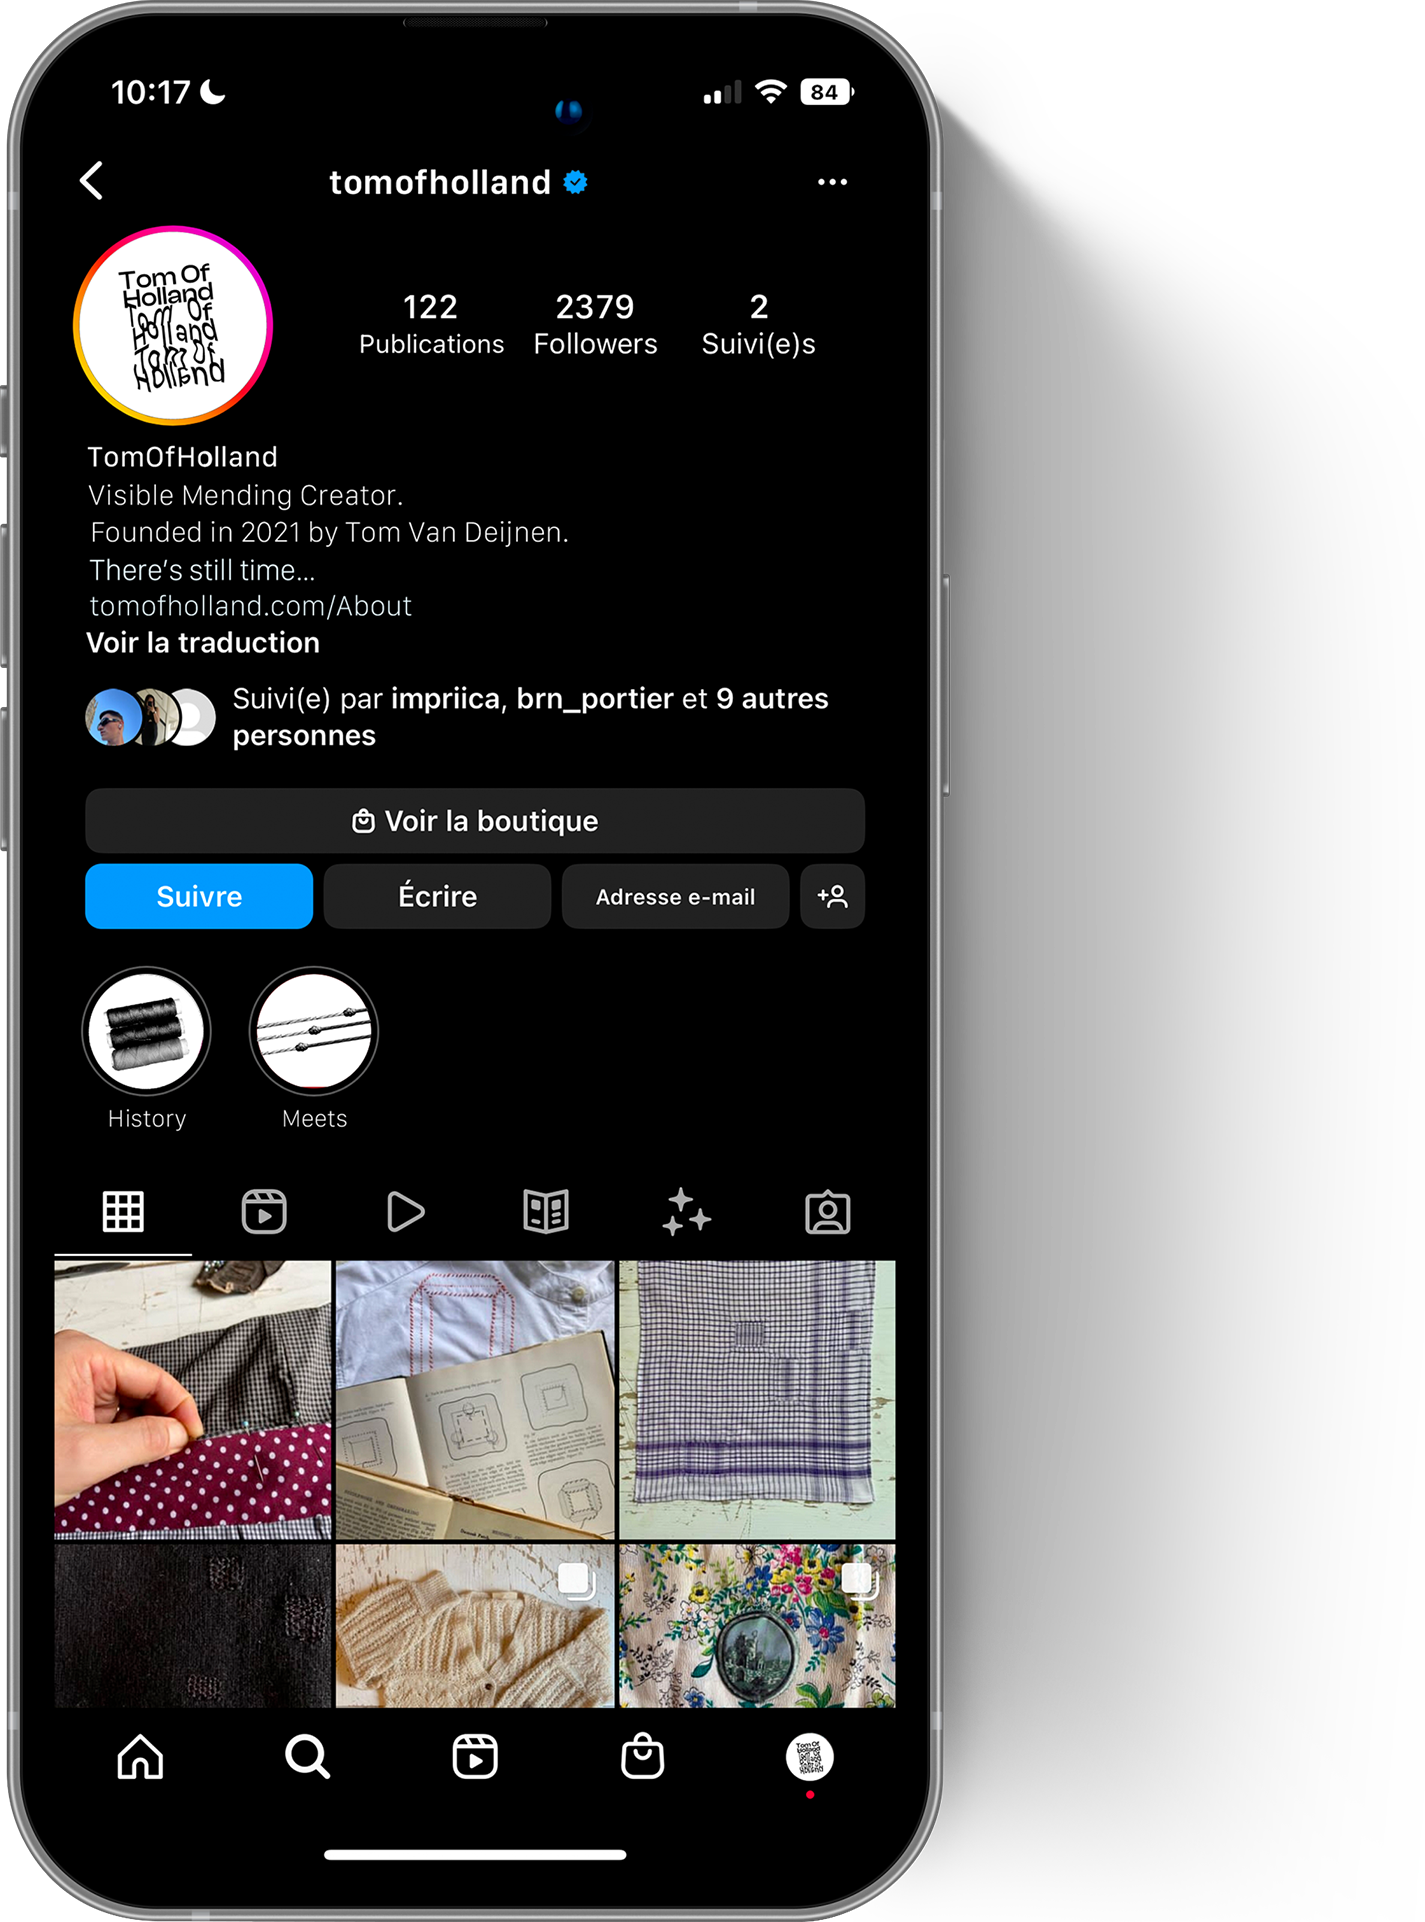 10:17
84
tomofholland
Tom Of
Holland
Tom Of
Holland
Tom Of
Holland
122
Publications
2379
Followers
2
Suivi(e)s
TomOfHolland
Visible Mending Creator.
Founded in 2021 by Tom Van Deijnen.
There's still time...
tomofholland.com/About
Voir la traduction
Suivi(e) par impriica, brn_portier et 9 autres
personnes
Voir la boutique
Suivre
Écrire
Adresse e-mail
History
Meets